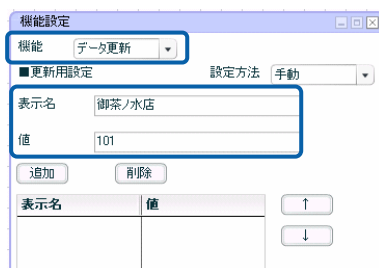 機能設定
機能 データ更新
■更新用設定 設定方法 手動
表示名 御茶ノ水店
値 101
追加 削除
表示名 値 ↑
↓